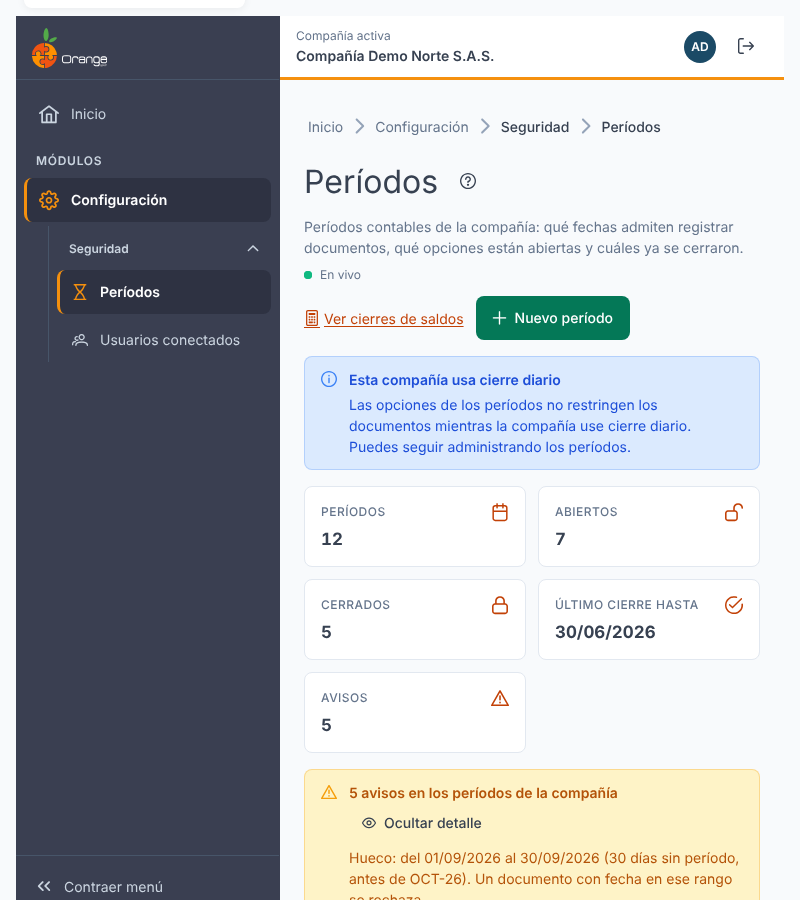 Orange
Inicio
MÓDULOS
Configuración
Seguridad
Períodos
Usuarios conectados
Contraer menú
Compañía activa
Compañía Demo Norte S.A.S.
AD
Inicio
Configuración
Seguridad
Períodos
Períodos
Períodos contables de la compañía: qué fechas admiten registrar
documentos, qué opciones están abiertas y cuáles ya se cerraron.
En vivo
Ver cierres de saldos
Nuevo período
Esta compañía usa cierre diario
Las opciones de los períodos no restringen los
documentos mientras la compañía use cierre diario.
Puedes seguir administrando los períodos.
PERÍODOS
12
ABIERTOS
7
CERRADOS
5
ÚLTIMO CIERRE HASTA
30/06/2026
AVISOS
5
5 avisos en los períodos de la compañía
Ocultar detalle
Hueco: del 01/09/2026 al 30/09/2026 (30 días sin período,
antes de OCT-26). Un documento con fecha en ese rango
se rechaza.